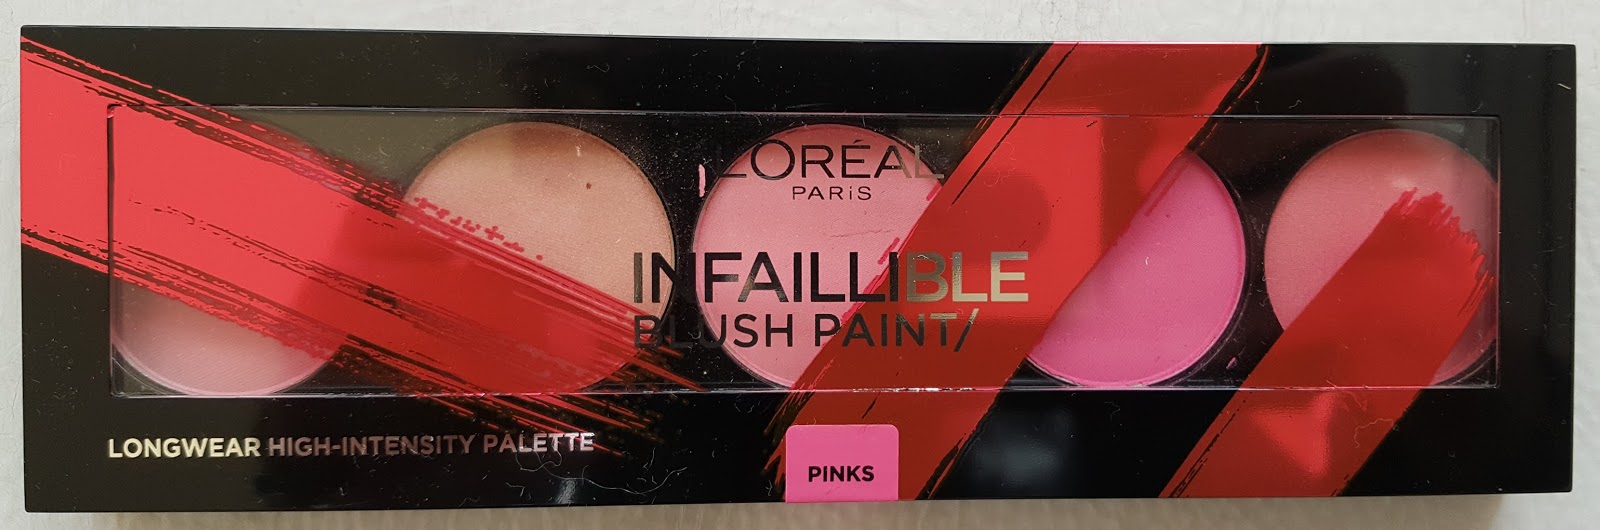 L'ORÉAL
PARiS
INFAILLIBLE
BLUSH PAINT/
LONGWEAR HIGH-INTENSITY PALETTE
PINKS